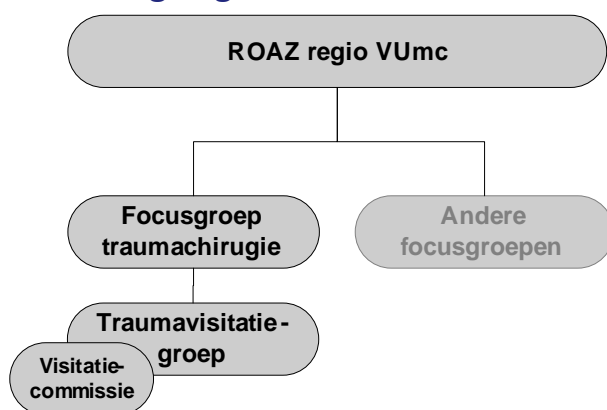 ROAZ regio VUmc
Focusgroep
traumachirugie
Andere
focusgroepen
Traumavisitatie-
groep
Visitatie-
commissie